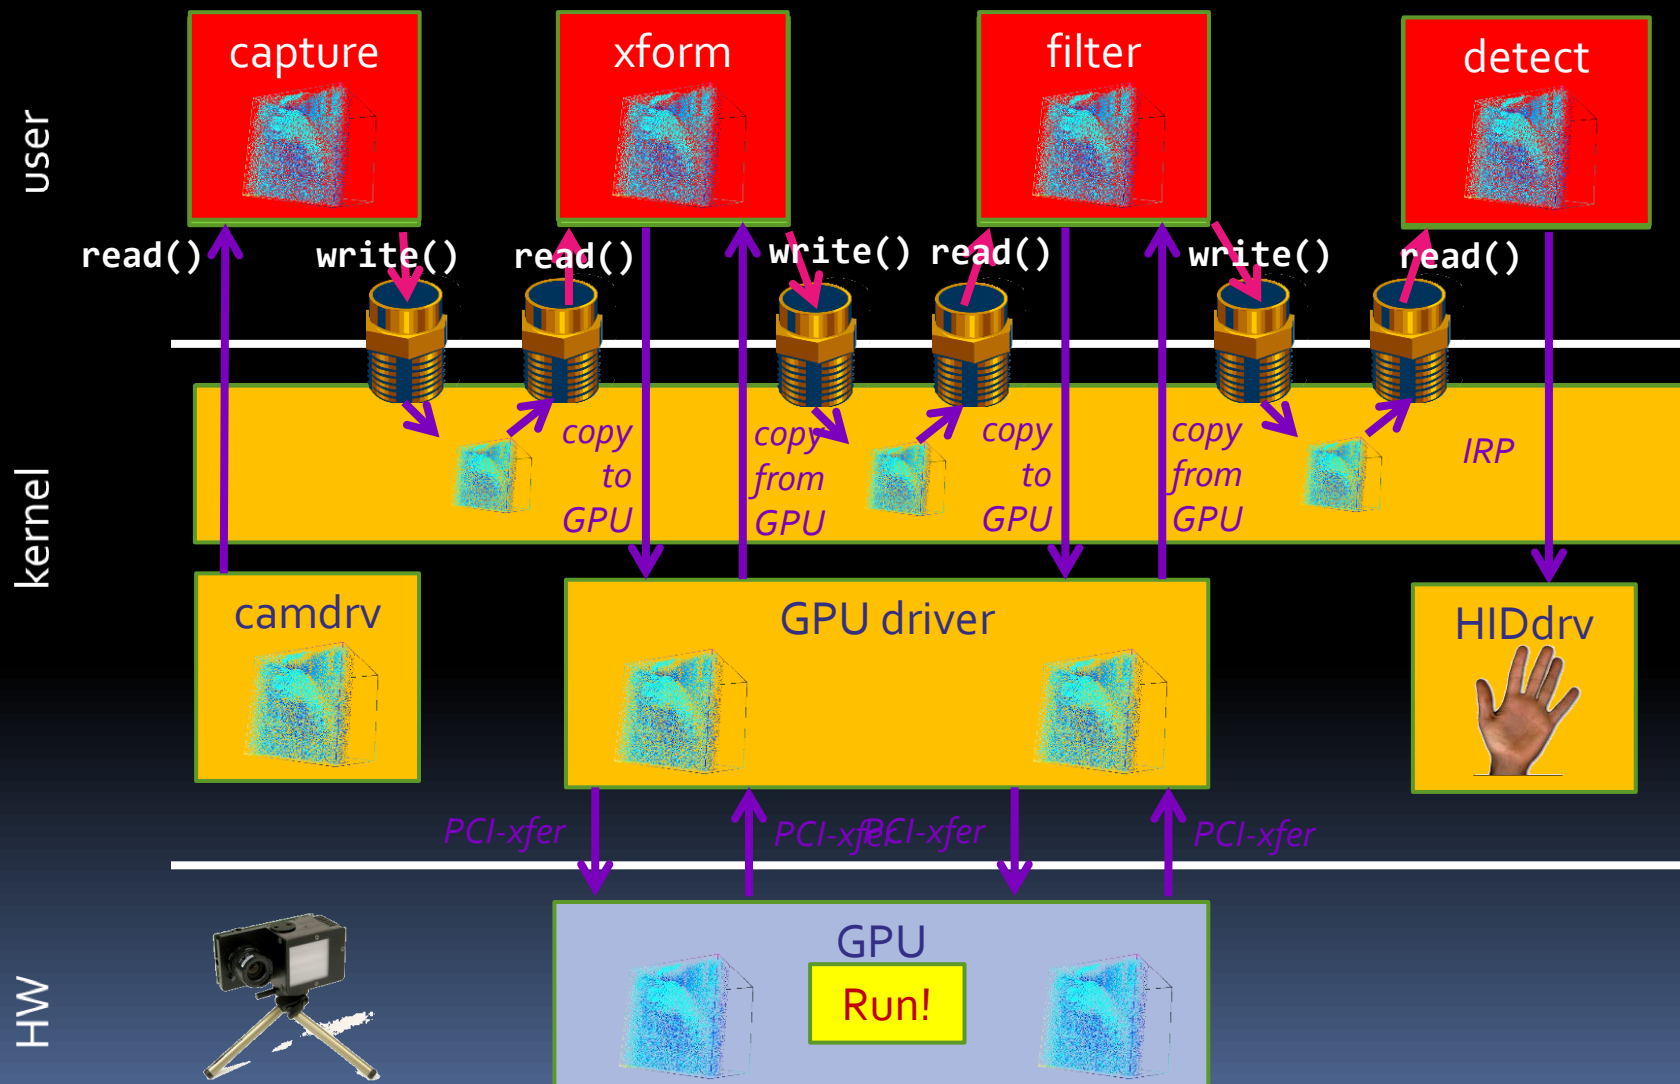 capture
xform
filter
detect
user
read()
write()
read()
write()
read()
write()
read()
kernel
copy
to
GPU
copy
from
GPU
copy
to
GPU
copy
from
GPU
IRP
camdrv
GPU driver
HIDdrv
PCI-xfer
PCI-xfer
PCI-xfer
PCI-xfer
HW
GPU
Run!